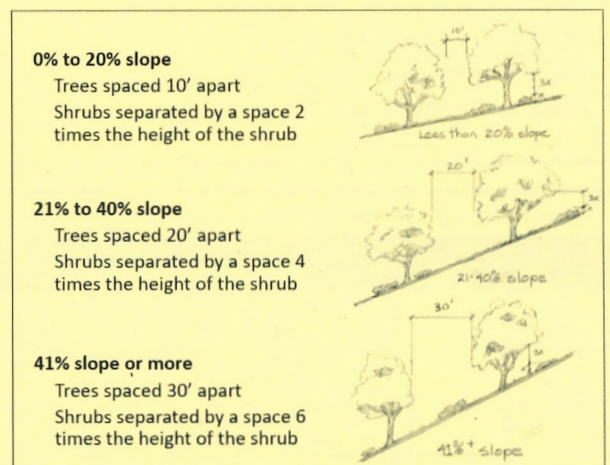 0% to 20% slope
Trees spaced 10’ apart
Shrubs separated by a space 2
times the height of the shrub
10'
3x
Less than 20% slope
21% to 40% slope
Trees spaced 20’ apart
Shrubs separated by a space 4
times the height of the shrub
20'
3x
21-40% slope
41% slope or more
Trees spaced 30’ apart
Shrubs separated by a space 6
times the height of the shrub
30'
3x
41%+ slope